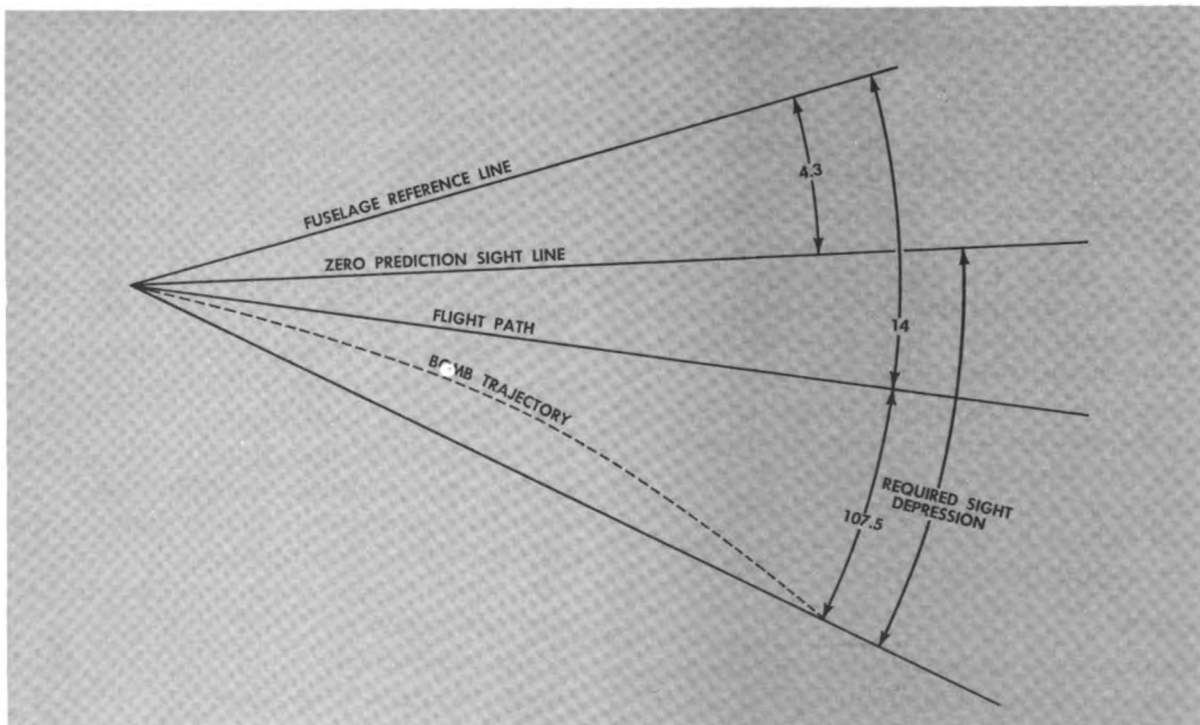 FUSELAGE REFERENCE LINE
4.3
ZERO PREDICTION SIGHT LINE
FLIGHT PATH
14
BOMB TRAJECTORY
REQUIRED SIGHT
DEPRESSION
107.5